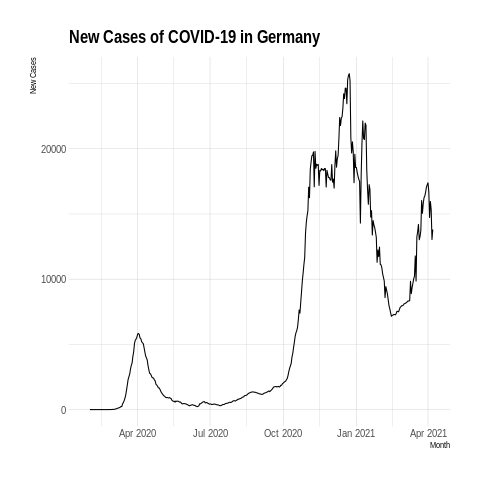 New Cases of COVID-19 in Germany
New Cases
20000
10000
0
Apr 2020 Jul 2020 Oct 2020 Jan 2021 Apr 2021
Month